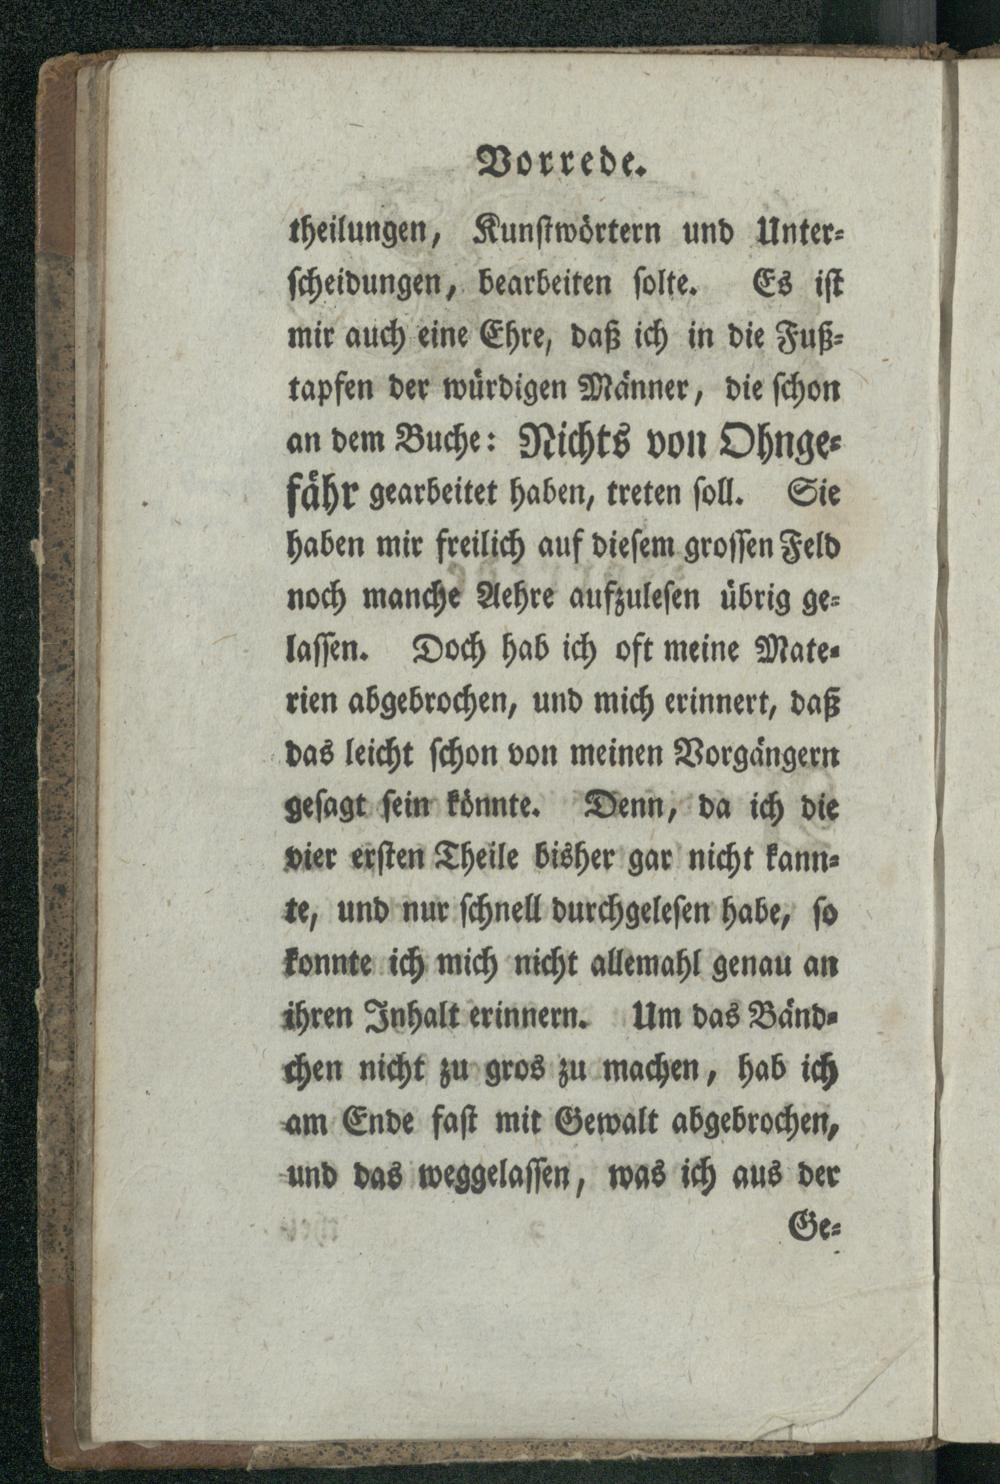 Vorrede.
theilungen, Kunstwörtern und Unter-
scheidungen, bearbeiten solte. Es ist
mir auch eine Ehre, daß ich in die Fuß-
tapfen der würdigen Männer, die schon
an dem Buche: Nichts von Ohnge-
fähr gearbeitet haben, treten soll. Sie
haben mir freilich auf diesem grossen Feld
noch manche Aehre aufzulesen übrig ge-
lassen. Doch hab ich oft meine Mate-
rien abgebrochen, und mich erinnert, daß
das leicht schon von meinen Vorgängern
gesagt sein könnte. Denn, da ich die
vier ersten Theile bisher gar nicht kann-
te, und nur schnell durchgelesen habe, so
konnte ich mich nicht allemahl genau an
ihren Inhalt erinnern. Um das Bänd-
chen nicht zu gros zu machen, hab ich
am Ende fast mit Gewalt abgebrochen,
und das weggelassen, was ich aus der
Ge-